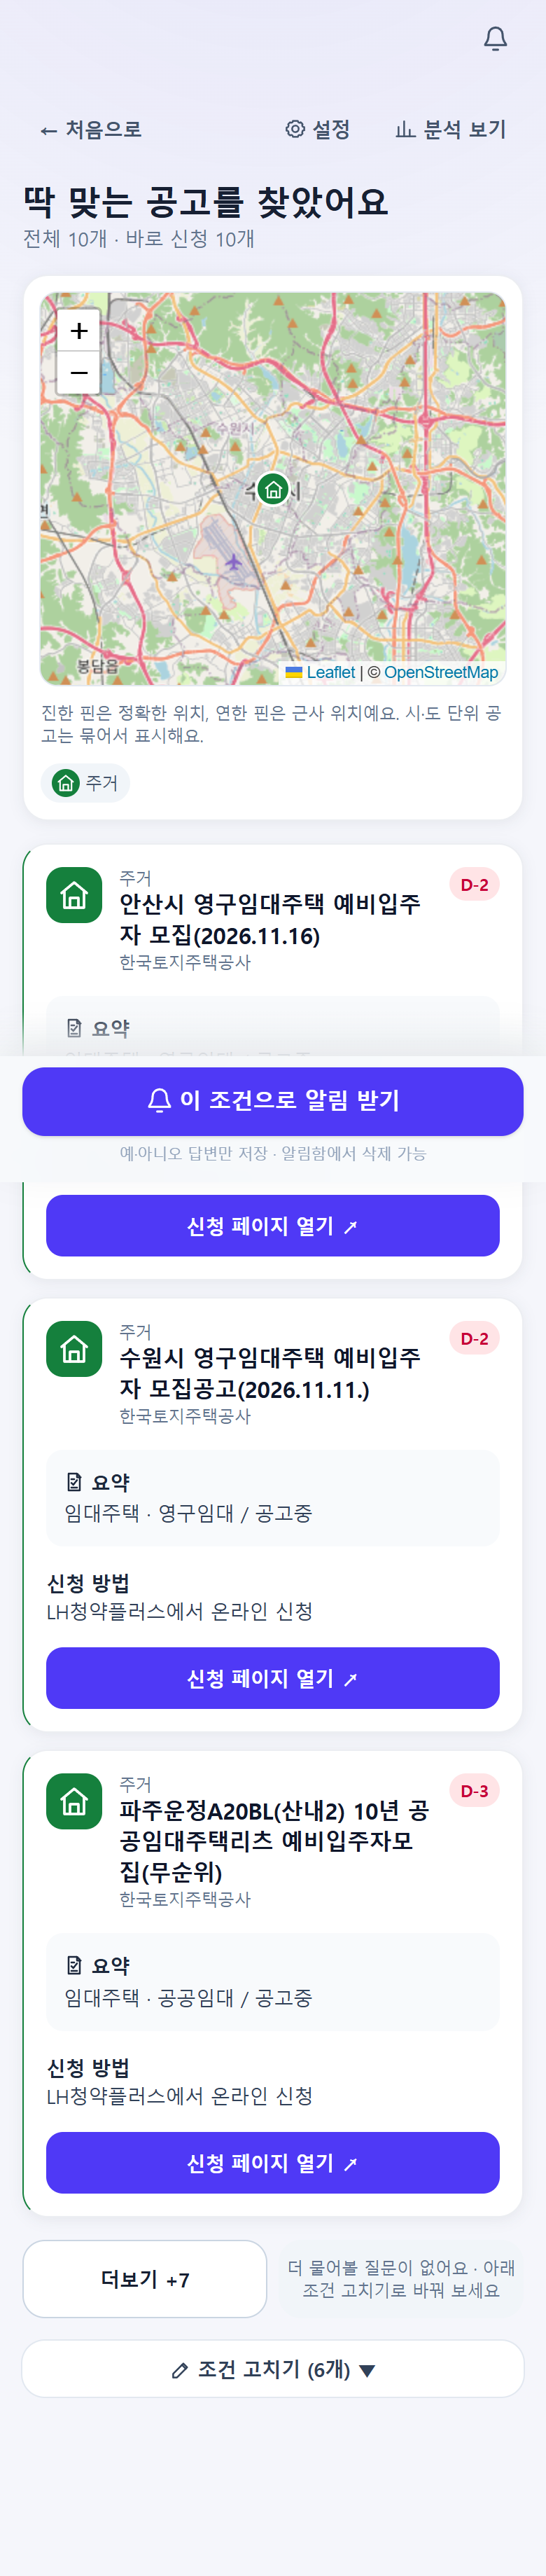 ← 처음으로
설정
분석 보기
딱 맞는 공고를 찾았어요
전체 10개 · 바로 신청 10개
+
−
수원시
봉담읍
Leaflet | © OpenStreetMap
진한 핀은 정확한 위치, 연한 핀은 근사 위치예요. 시·도 단위 공
고는 묶어서 표시해요.
주거
주거
D-2
안산시 영구임대주택 예비입주
자 모집(2026.11.16)
한국토지주택공사
요약
이 조건으로 알림 받기
예·아니오 답변만 저장 · 알림함에서 삭제 가능
신청 페이지 열기 ↗
주거
D-2
수원시 영구임대주택 예비입주
자 모집공고(2026.11.11.)
한국토지주택공사
요약
임대주택 · 영구임대 / 공고중
신청 방법
LH청약플러스에서 온라인 신청
신청 페이지 열기 ↗
주거
D-3
파주운정A20BL(산내2) 10년 공
공임대주택리츠 예비입주자모
집(무순위)
한국토지주택공사
요약
임대주택 · 공공임대 / 공고중
신청 방법
LH청약플러스에서 온라인 신청
신청 페이지 열기 ↗
더보기 +7
더 물어볼 질문이 없어요 · 아래
조건 고치기로 바꿔 보세요
조건 고치기 (6개) ▼